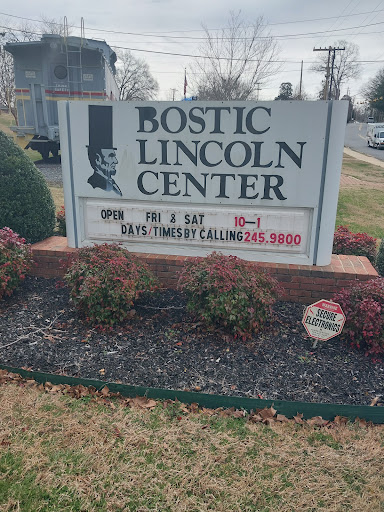 BOSTIC
LINCOLN
CENTER
OPEN FRI & SAT 10-1
DAYS/TIMES BY CALLING 245.9800
SECURE
Electronics